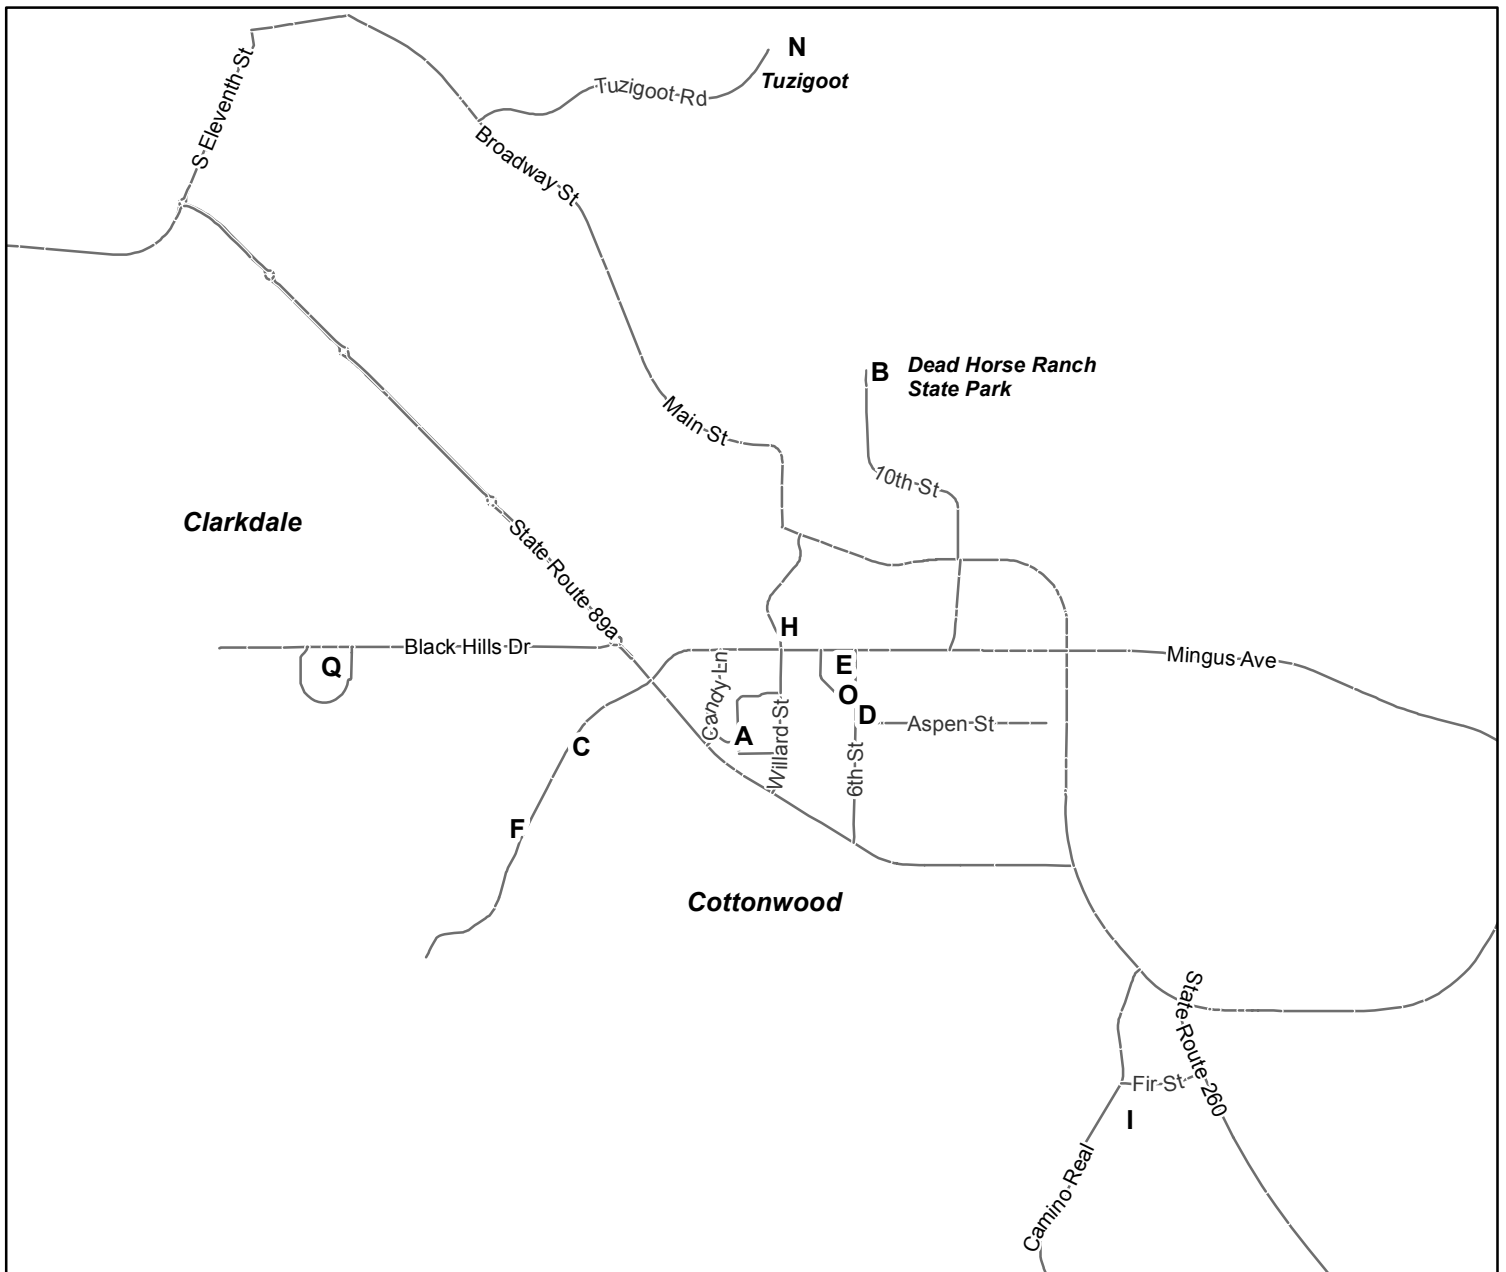 N
Tuzigoot
Tuzigoot Rd
S Eleventh St
Broadway St
B
Dead Horse Ranch
State Park
Main St
10th St
Clarkdale
State Route 89a
H
Black Hills Dr
Q
Candy Ln
E
Mingus Ave
O
D
Aspen St
A
C
Willard St
6th St
F
Cottonwood
State Route 260
Fir St
I
Camino Real